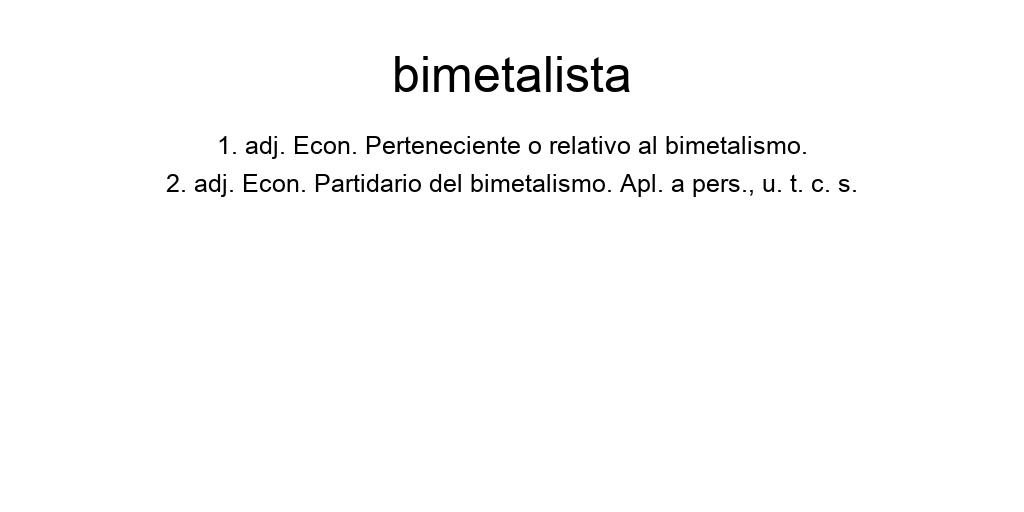 bimetalista
1. adj. Econ. Perteneciente o relativo al bimetalismo.
2. adj. Econ. Partidario del bimetalismo. Apl. a pers., u. t. c. s.